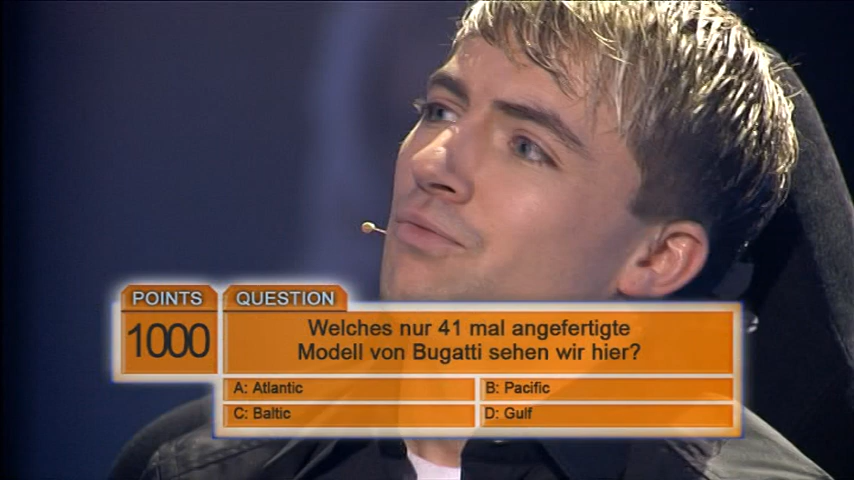 POINTS
QUESTION
1000
Welches nur 41 mal angefertigte
Modell von Bugatti sehen wir hier?
A: Atlantic
B: Pacific
C: Baltic
D: Gulf